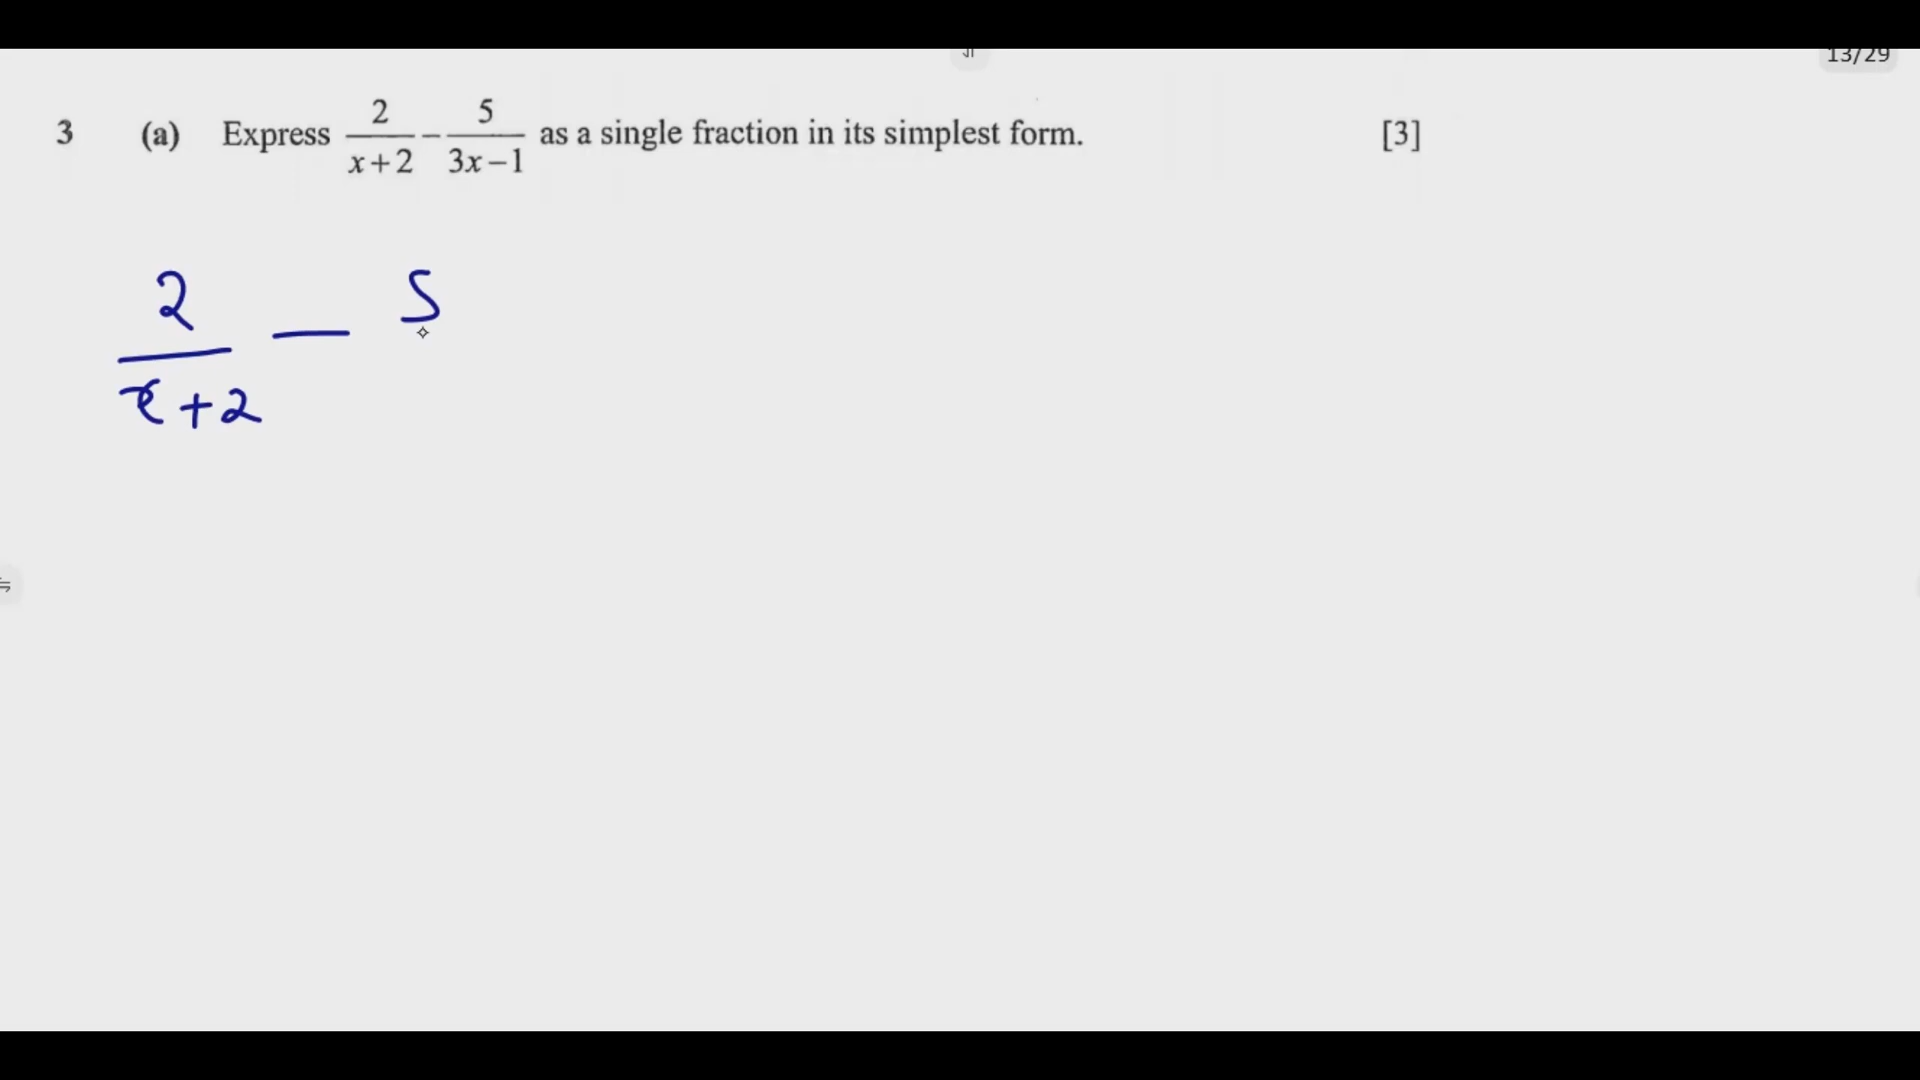 13/29
3 (a) Express 2/(x+2) − 5/(3x−1) as a single fraction in its simplest form. [3]
2 — 5
x+2